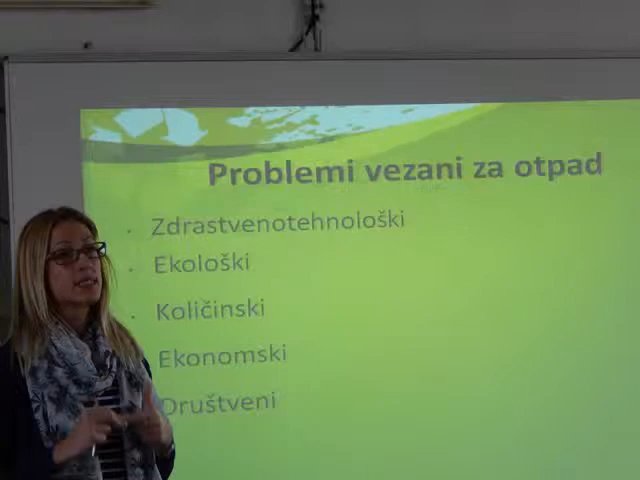 Problemi vezani za otpad
Zdrastvenotehnološki
Ekološki
Količinski
Ekonomski
Društveni